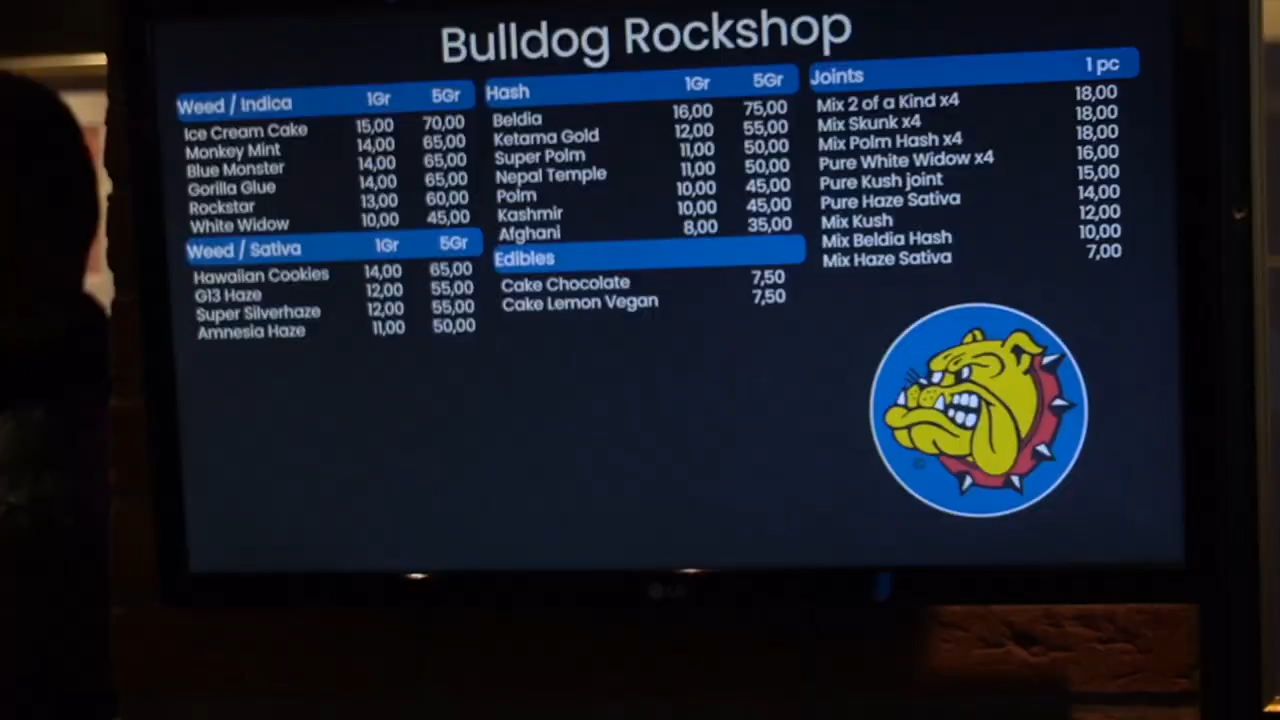 Bulldog Rockshop
Weed / Indica 1Gr 5Gr
Ice Cream Cake 15,00 70,00
Monkey Mint 14,00 65,00
Blue Monster 14,00 65,00
Gorilla Glue 14,00 65,00
Rockstar 13,00 60,00
White Widow 10,00 45,00
Weed / Sativa 1Gr 5Gr
Hawaiian Cookies 14,00 65,00
G13 Haze 12,00 55,00
Super Silverhaze 12,00 55,00
Amnesia Haze 11,00 50,00
Hash 1Gr 5Gr
Beldia 16,00 75,00
Ketama Gold 12,00 55,00
Super Polm 11,00 50,00
Nepal Temple 11,00 50,00
Polm 10,00 45,00
Kashmir 10,00 45,00
Afghani 8,00 35,00
Edibles
Cake Chocolate 7,50
Cake Lemon Vegan 7,50
Joints 1 pc
Mix 2 of a Kind x4 18,00
Mix Skunk x4 18,00
Mix Polm Hash x4 18,00
Pure White Widow x4 16,00
Pure Kush joint 15,00
Pure Haze Sativa 14,00
Mix Kush 12,00
Mix Beldia Hash 10,00
Mix Haze Sativa 7,00
©
LG